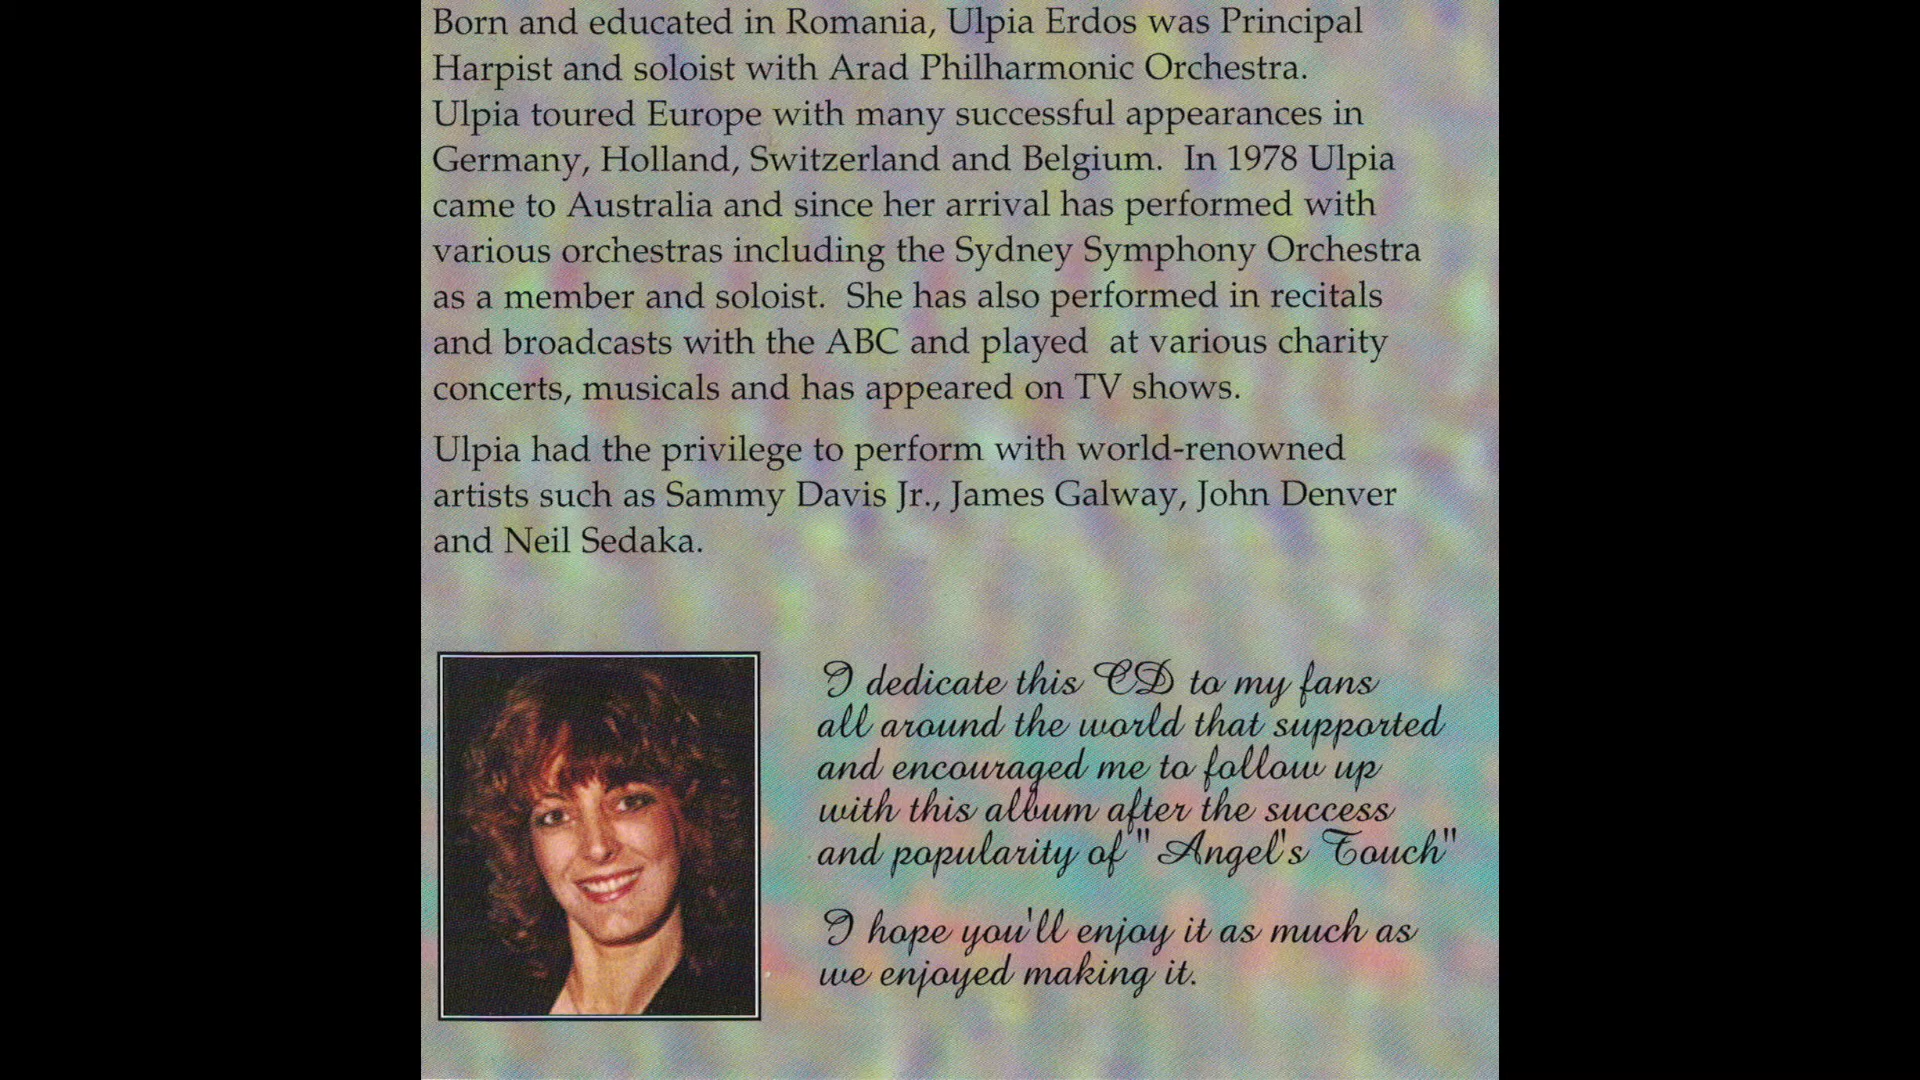 Born and educated in Romania, Ulpia Erdos was Principal
Harpist and soloist with Arad Philharmonic Orchestra.
Ulpia toured Europe with many successful appearances in
Germany, Holland, Switzerland and Belgium.  In 1978 Ulpia
came to Australia and since her arrival has performed with
various orchestras including the Sydney Symphony Orchestra
as a member and soloist.  She has also performed in recitals
and broadcasts with the ABC and played  at various charity
concerts, musicals and has appeared on TV shows.
Ulpia had the privilege to perform with world-renowned
artists such as Sammy Davis Jr., James Galway, John Denver
and Neil Sedaka.
I dedicate this CD to my fans
all around the world that supported
and encouraged me to follow up
with this album after the success
and popularity of " Angel's Touch"
I hope you'll enjoy it as much as
we enjoyed making it.